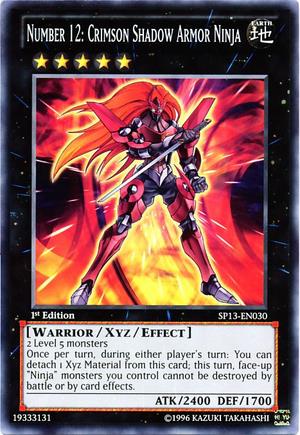 NUMBER 12: CRIMSON SHADOW ARMOR NINJA
EARTH
地
1st Edition
SP13-EN030
[WARRIOR / XYZ / EFFECT]
2 Level 5 monsters
Once per turn, during either player's turn: You can
detach 1 Xyz Material from this card; this turn, face-up
"Ninja" monsters you control cannot be destroyed
by battle or by card effects.
ATK/2400 DEF/1700
19333131
©1996 KAZUKI TAKAHASHI